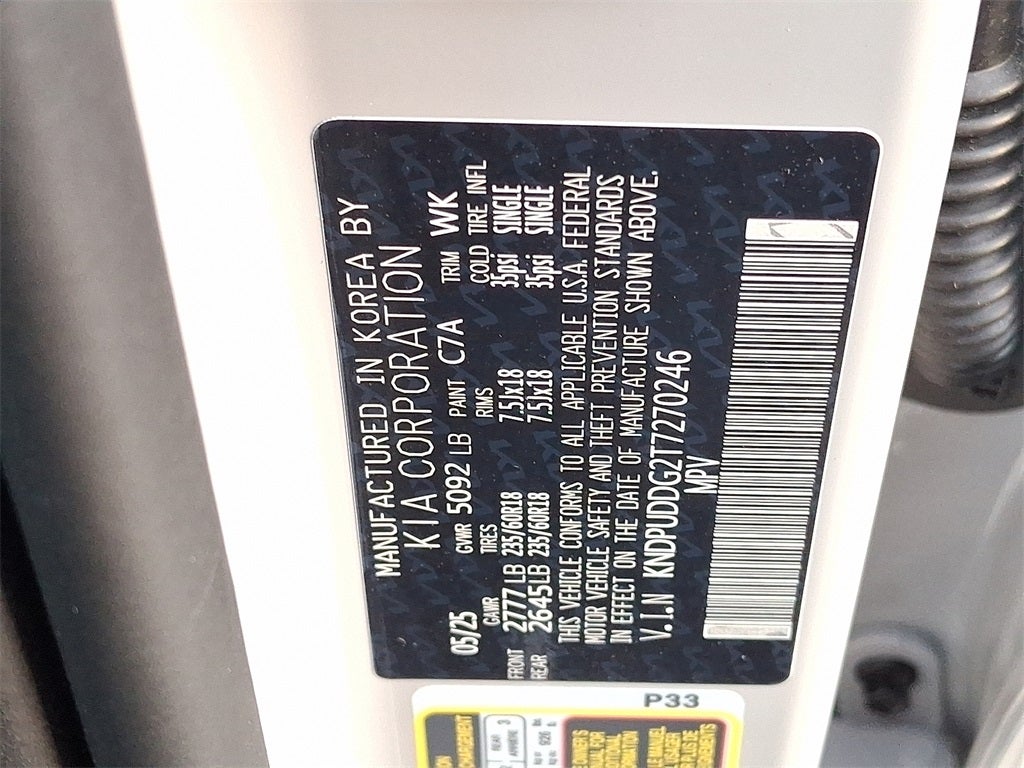 MANUFACTURED IN KOREA BY
KIA CORPORATION
05/25 GVWR 5092 LB PAINT C7A TRIM WK
GAWR TIRES RIMS COLD TIRE INFL
FRONT 2777 LB 235/60R18 7.5Jx18 35psi SINGLE
REAR 2645LB 235/60R18 7.5Jx18 35psi SINGLE
THIS VEHICLE CONFORMS TO ALL APPLICABLE U.S.A. FEDERAL
MOTOR VEHICLE SAFETY AND THEFT PREVENTION STANDARDS
IN EFFECT ON THE DATE OF MANUFACTURE SHOWN ABOVE.
V.I.N KNDPUDDG2T7270246
MPV
P33
REAR
ARRIÈRE 3